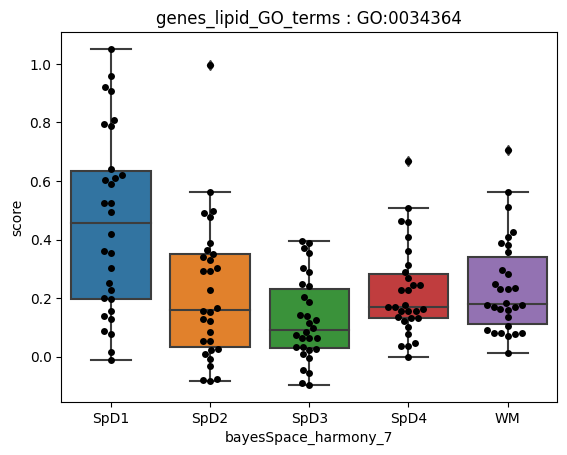 genes_lipid_GO_terms : GO:0034364
1.0
0.8
0.6
0.4
0.2
0.0
score
SpD1 SpD2 SpD3 SpD4 WM
bayesSpace_harmony_7